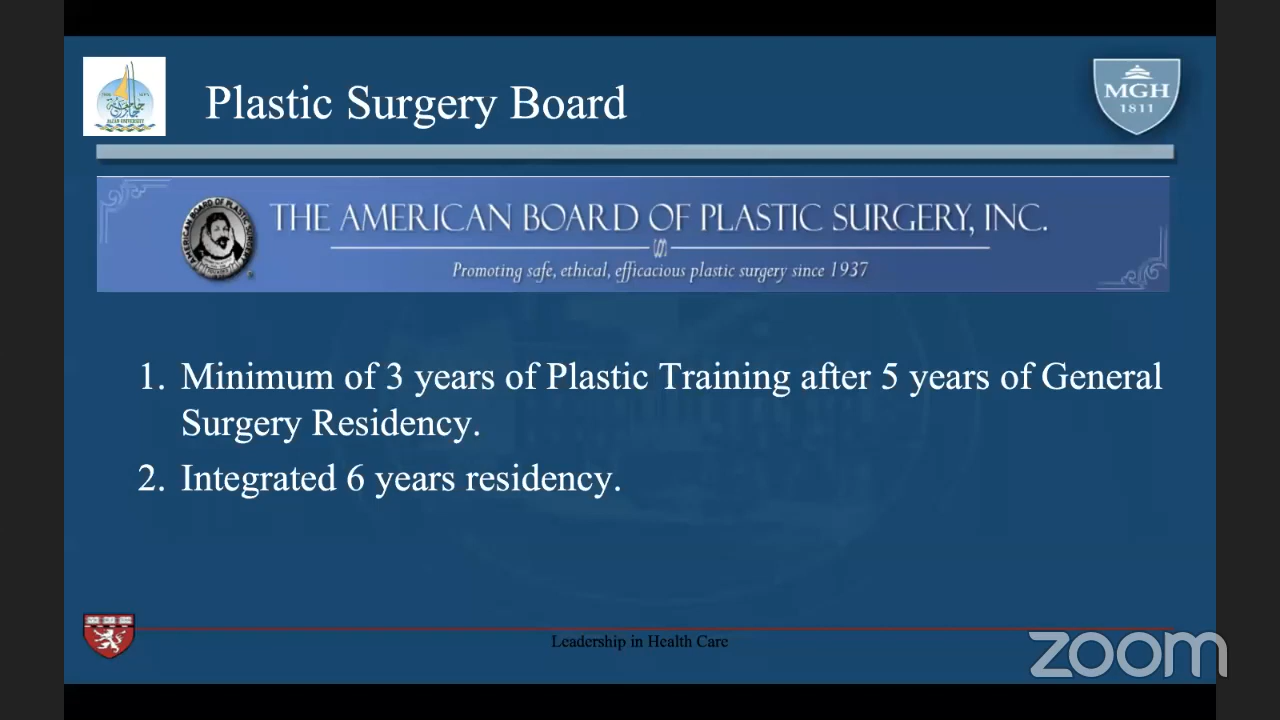 Plastic Surgery Board
MGH
1811
THE AMERICAN BOARD OF PLASTIC SURGERY, INC.
Promoting safe, ethical, efficacious plastic surgery since 1937
1. Minimum of 3 years of Plastic Training after 5 years of General
Surgery Residency.
2. Integrated 6 years residency.
Leadership in Health Care
zoom